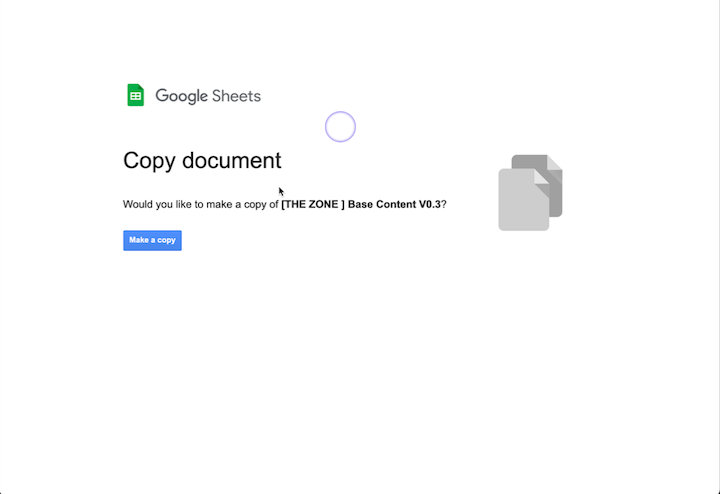 Google Sheets
Copy document
Would you like to make a copy of [THE ZONE ] Base Content V0.3?
Make a copy